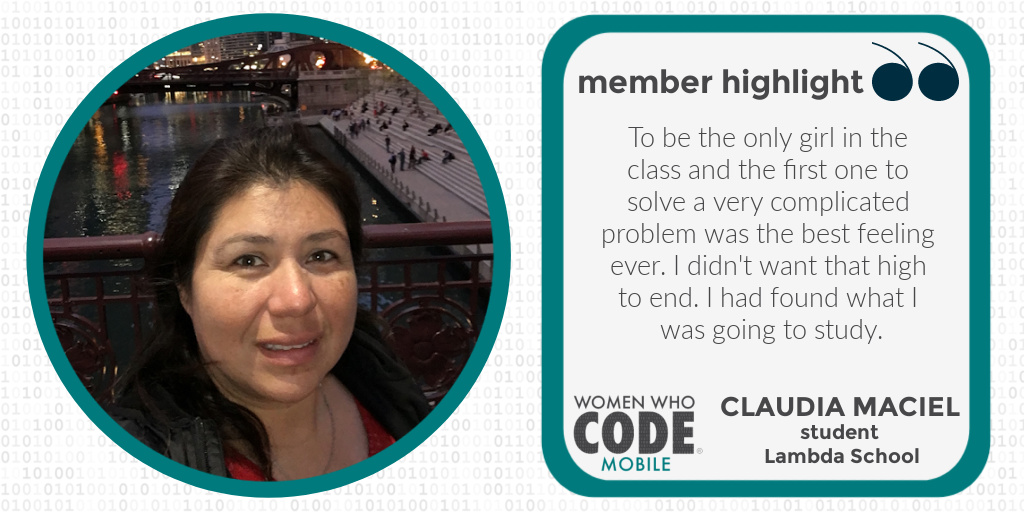 member highlight
To be the only girl in the
class and the first one to
solve a very complicated
problem was the best feeling
ever. I didn't want that high
to end. I had found what I
was going to study.
WOMEN WHO
CODE
MOBILE
CLAUDIA MACIEL
student
Lambda School